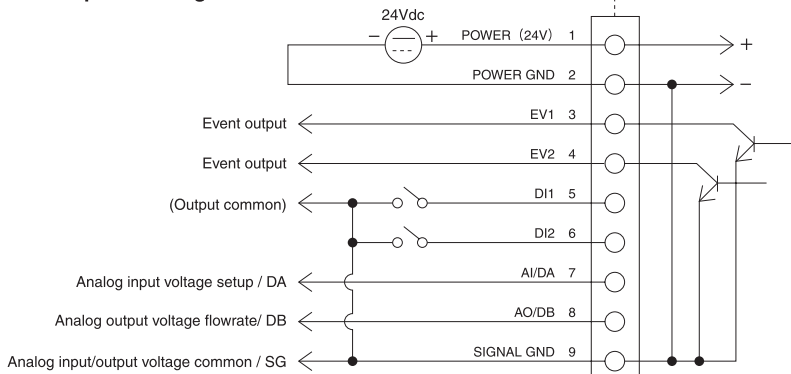 24Vdc
− + POWER (24V) 1 +
POWER GND 2 −
Event output EV1 3
Event output EV2 4
(Output common) DI1 5
DI2 6
Analog input voltage setup / DA AI/DA 7
Analog output voltage flowrate/ DB AO/DB 8
Analog input/output voltage common / SG SIGNAL GND 9